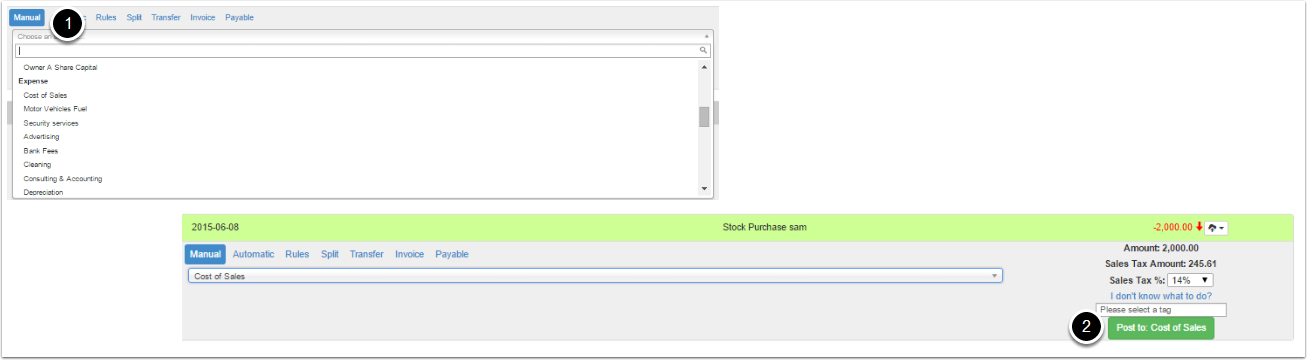 Manual Rules Split Transfer Invoice Payable
1
Choose an
Owner A Share Capital
Expense
Cost of Sales
Motor Vehicles Fuel
Security services
Advertising
Bank Fees
Cleaning
Consulting & Accounting
Depreciation
2015-06-08 Stock Purchase sam -2,000.00
Manual Automatic Rules Split Transfer Invoice Payable
Cost of Sales
Amount: 2,000.00
Sales Tax Amount: 245.61
Sales Tax %: 14%
I don't know what to do?
Please select a tag
2
Post to: Cost of Sales